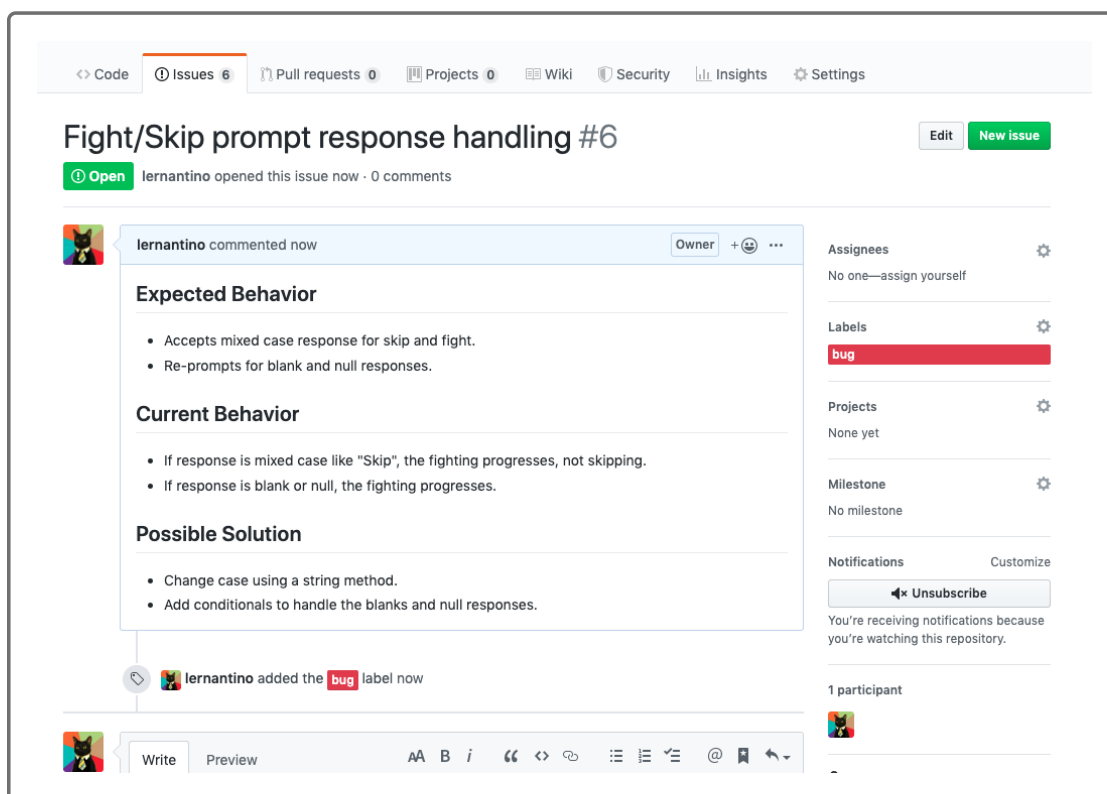 Code Issues 6 Pull requests 0 Projects 0 Wiki Security Insights Settings
Fight/Skip prompt response handling #6
Edit New issue
Open lernantino opened this issue now · 0 comments
lernantino commented now Owner
Expected Behavior
• Accepts mixed case response for skip and fight.
• Re-prompts for blank and null responses.
Current Behavior
• If response is mixed case like "Skip", the fighting progresses, not skipping.
• If response is blank or null, the fighting progresses.
Possible Solution
• Change case using a string method.
• Add conditionals to handle the blanks and null responses.
lernantino added the bug label now
Write Preview AA B i
Assignees
No one—assign yourself
Labels
bug
Projects
None yet
Milestone
No milestone
Notifications Customize
Unsubscribe
You're receiving notifications because
you're watching this repository.
1 participant